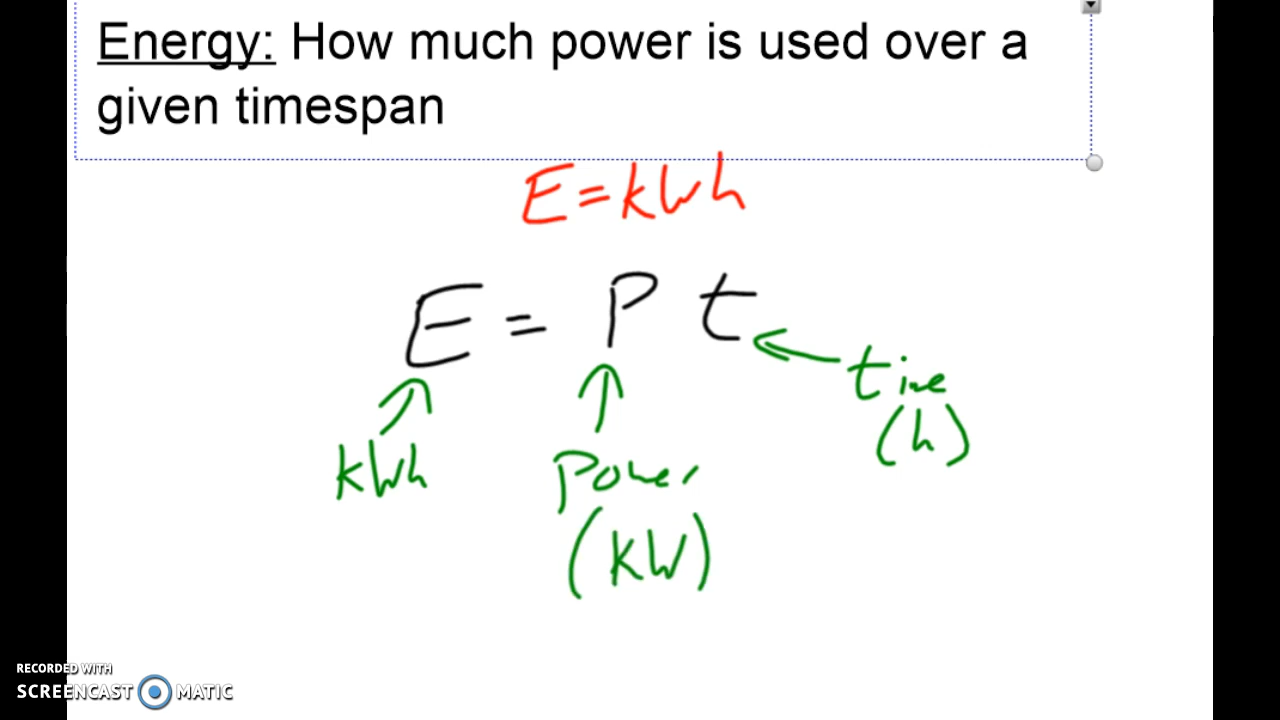 Energy: How much power is used over a
given timespan
E=kWh
E = P t
time
(h)
kWh
Power
(kW)
RECORDED WITH
SCREENCAST MATIC